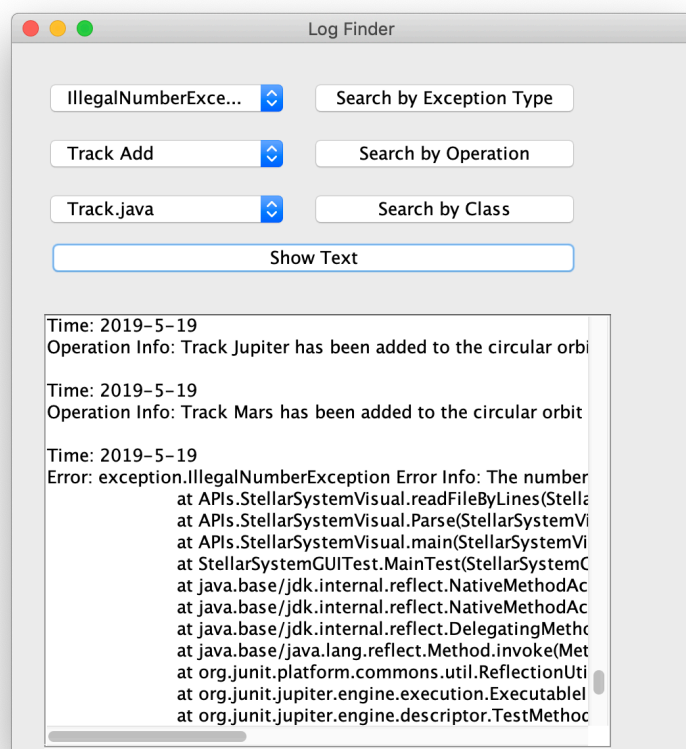 Log Finder
IllegalNumberExce... Search by Exception Type
Track Add Search by Operation
Track.java Search by Class
Show Text
Time: 2019-5-19
Operation Info: Track Jupiter has been added to the circular orbi
Time: 2019-5-19
Operation Info: Track Mars has been added to the circular orbit
Time: 2019-5-19
Error: exception.IllegalNumberException Error Info: The number
at APIs.StellarSystemVisual.readFileByLines(Stella
at APIs.StellarSystemVisual.Parse(StellarSystemVi
at APIs.StellarSystemVisual.main(StellarSystemVi
at StellarSystemGUITest.MainTest(StellarSystemG
at java.base/jdk.internal.reflect.NativeMethodAc
at java.base/jdk.internal.reflect.NativeMethodAc
at java.base/jdk.internal.reflect.DelegatingMetho
at java.base/java.lang.reflect.Method.invoke(Met
at org.junit.platform.commons.util.ReflectionUti
at org.junit.jupiter.engine.execution.ExecutableI
at org.junit.jupiter.engine.descriptor.TestMethod